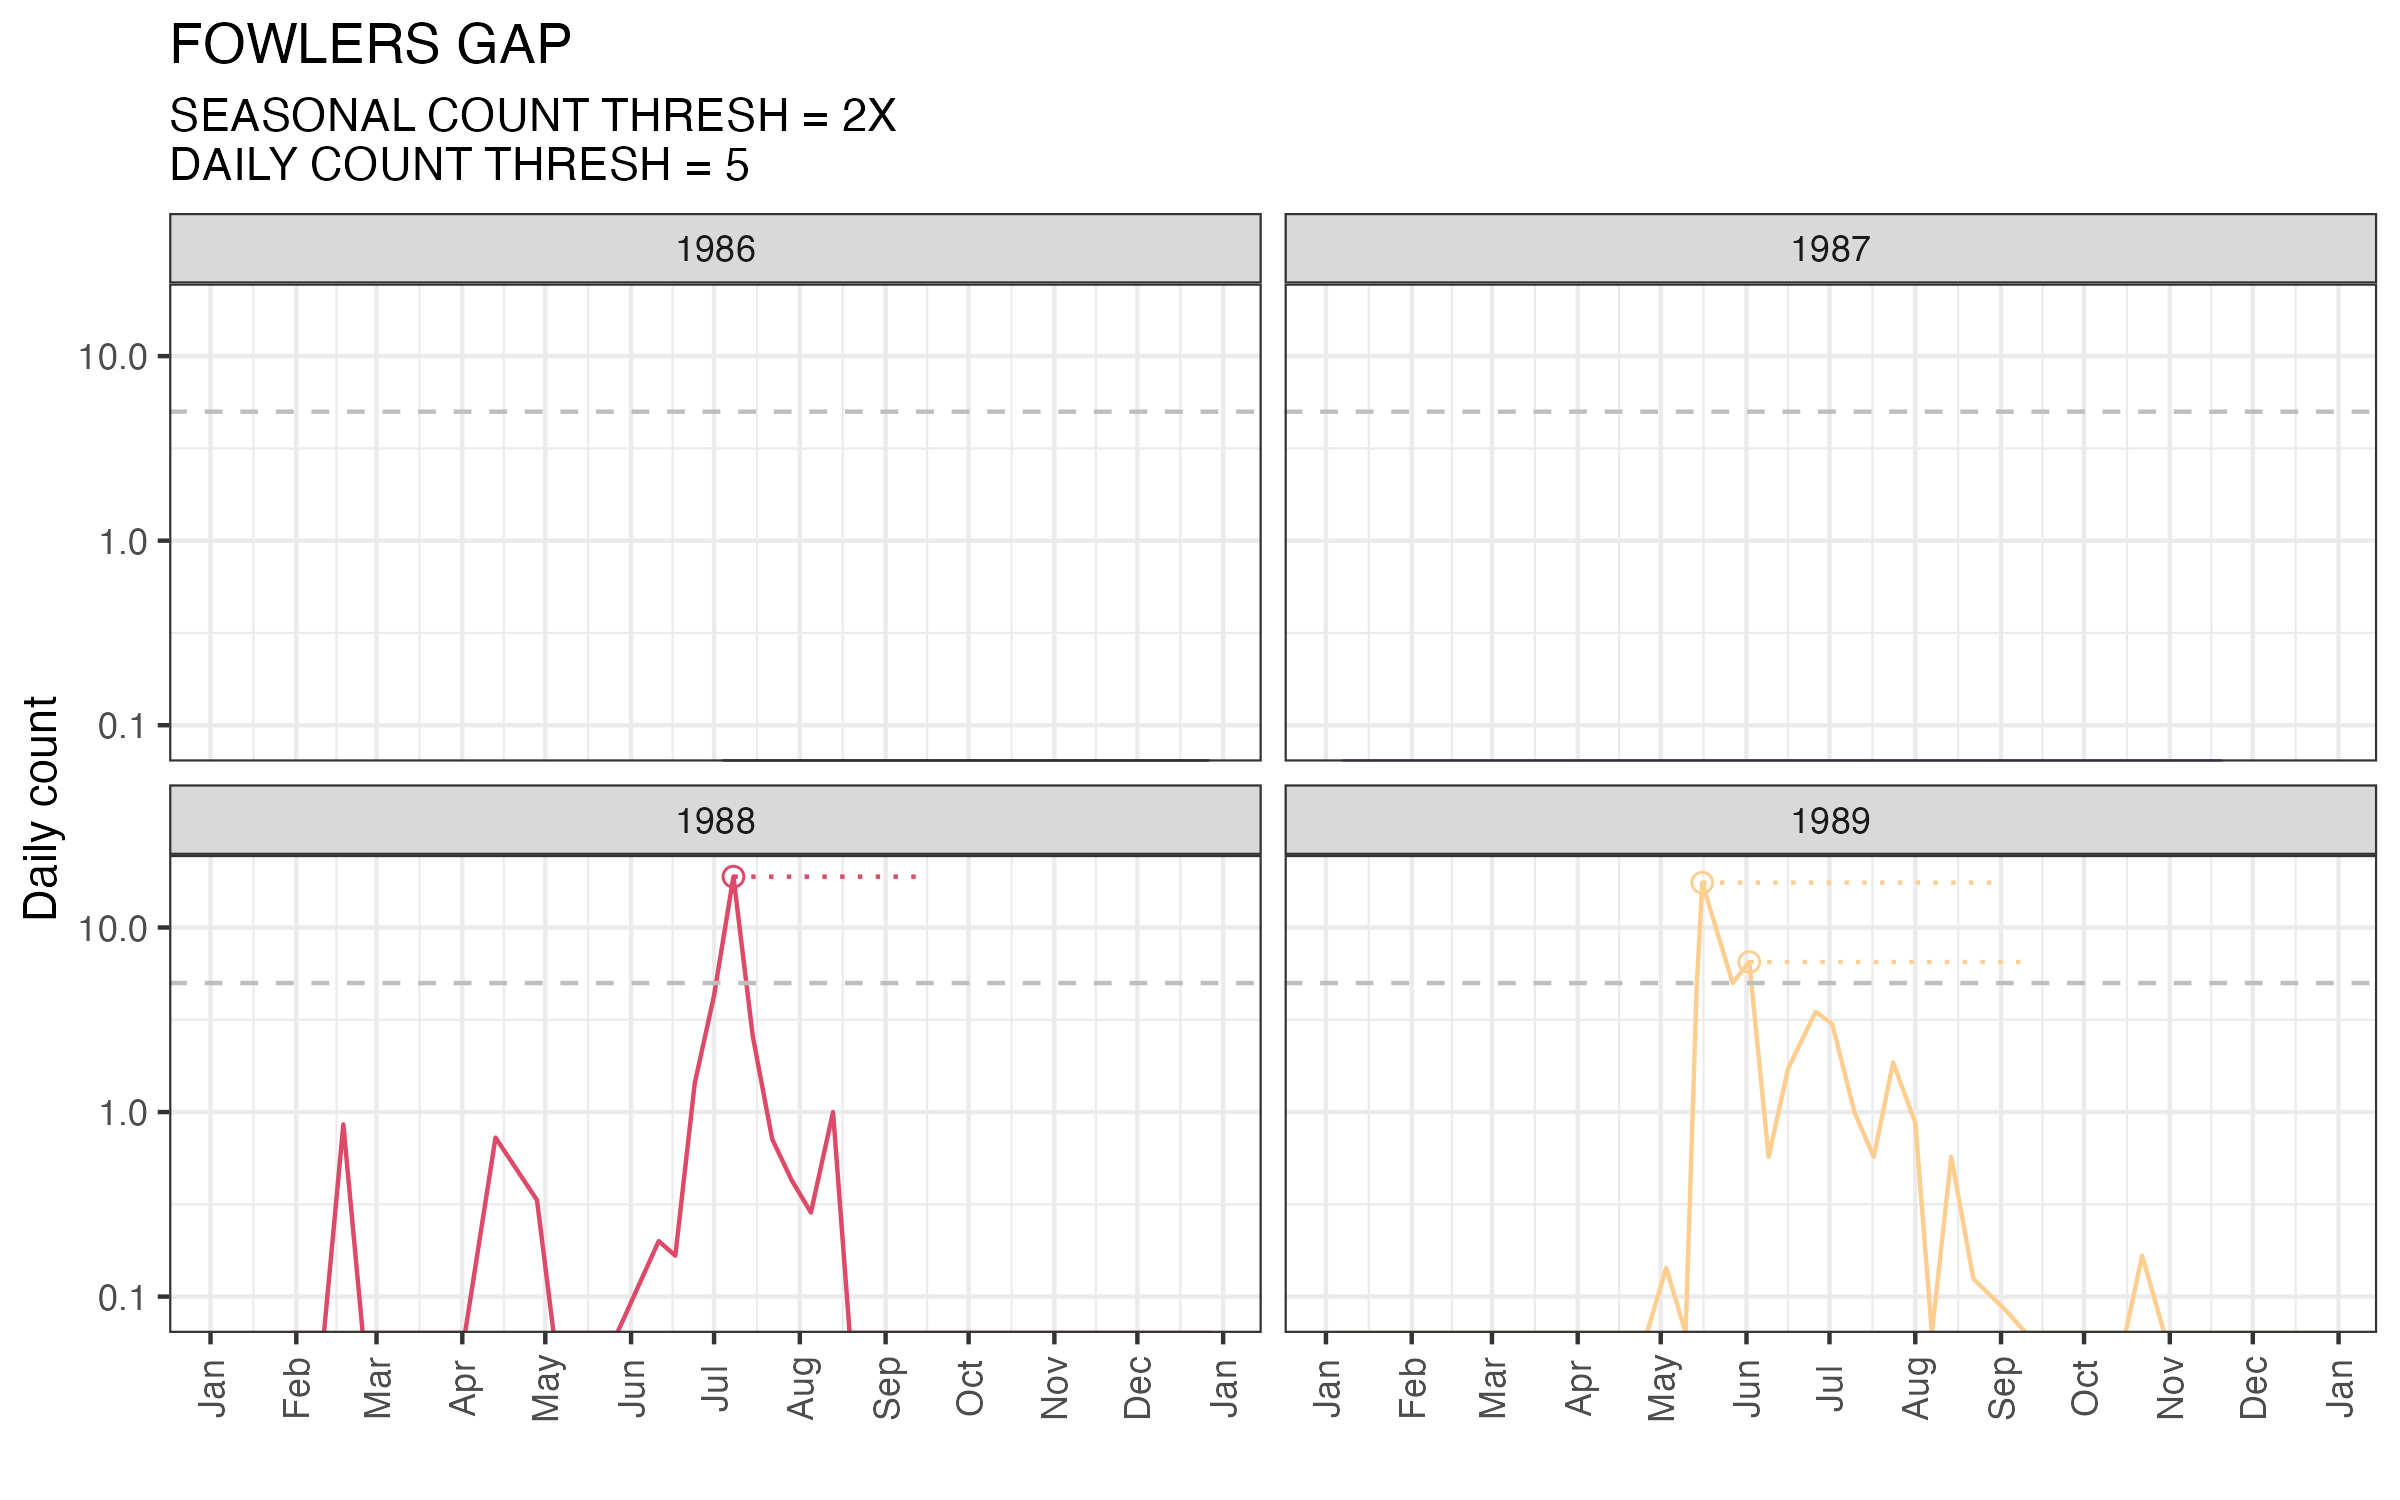 FOWLERS GAP
SEASONAL COUNT THRESH = 2X
DAILY COUNT THRESH = 5
1986
1987
10.0
1.0
0.1
Daily count
1988
1989
10.0
1.0
0.1
Jan Feb Mar Apr May Jun Jul Aug Sep Oct Nov Dec Jan
Jan Feb Mar Apr May Jun Jul Aug Sep Oct Nov Dec Jan